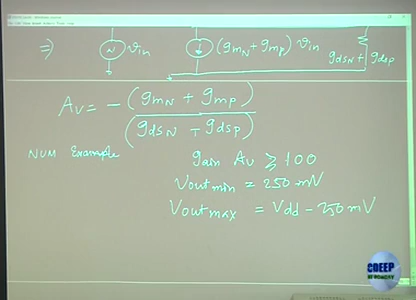 ⇒ ~ vin ↓ (gmN + gmp) vin gdsN + gdsp
Av = - (gmN + gmp)
(gdsN + gdsp)
NUM Example
gain Av ≥ 100
Voutmin = 250 mV
Voutmax = Vdd - 250 mV
CDEEP
IIT BOMBAY